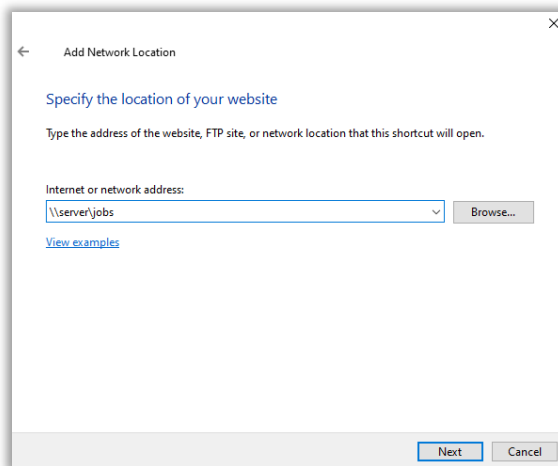 Add Network Location
Specify the location of your website
Type the address of the website, FTP site, or network location that this shortcut will open.
Internet or network address:
\\server\jobs
Browse...
View examples
Next
Cancel